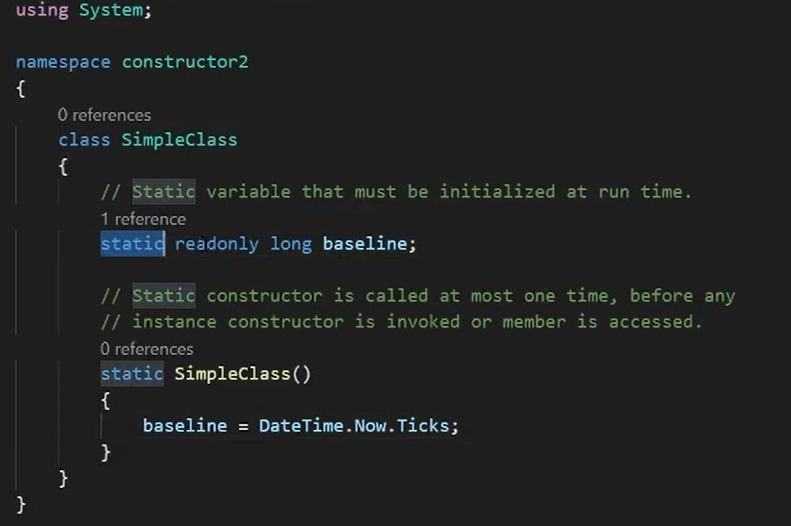 using System;
namespace constructor2
{
0 references
class SimpleClass
{
// Static variable that must be initialized at run time.
1 reference
static readonly long baseline;
// Static constructor is called at most one time, before any
// instance constructor is invoked or member is accessed.
0 references
static SimpleClass()
{
baseline = DateTime.Now.Ticks;
}
}
}